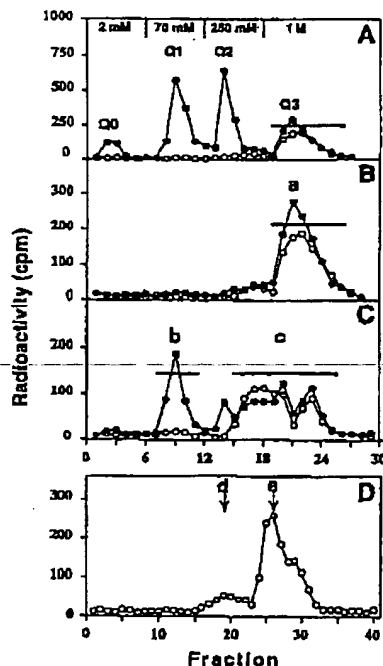 2 mM 70 mM 250 mM 1 M
A
1000
750
500
250
0
Q0
Q1
Q2
Q3
B
300
200
100
0
a
C
200
100
0
b
c
0 6 12 18 24 30
D
300
200
100
0
d
e
0 10 20 30 40
Radioactivity (cpm)
Fraction